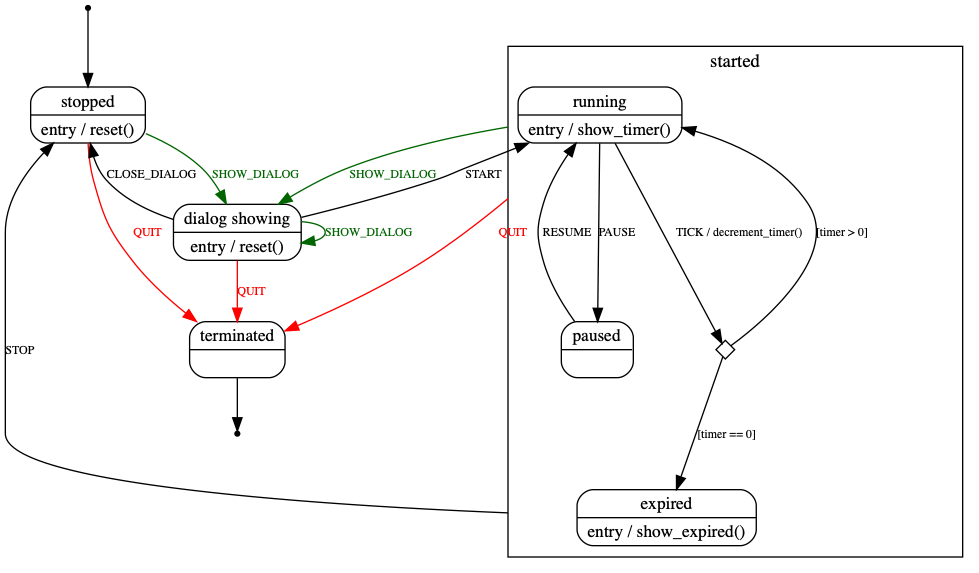 started
stopped
entry / reset()
running
entry / show_timer()
CLOSE_DIALOG
SHOW_DIALOG
SHOW_DIALOG
START
dialog showing
entry / reset()
SHOW_DIALOG
QUIT
QUIT
RESUME
PAUSE
TICK / decrement_timer()
[timer > 0]
QUIT
terminated
paused
STOP
[timer == 0]
expired
entry / show_expired()